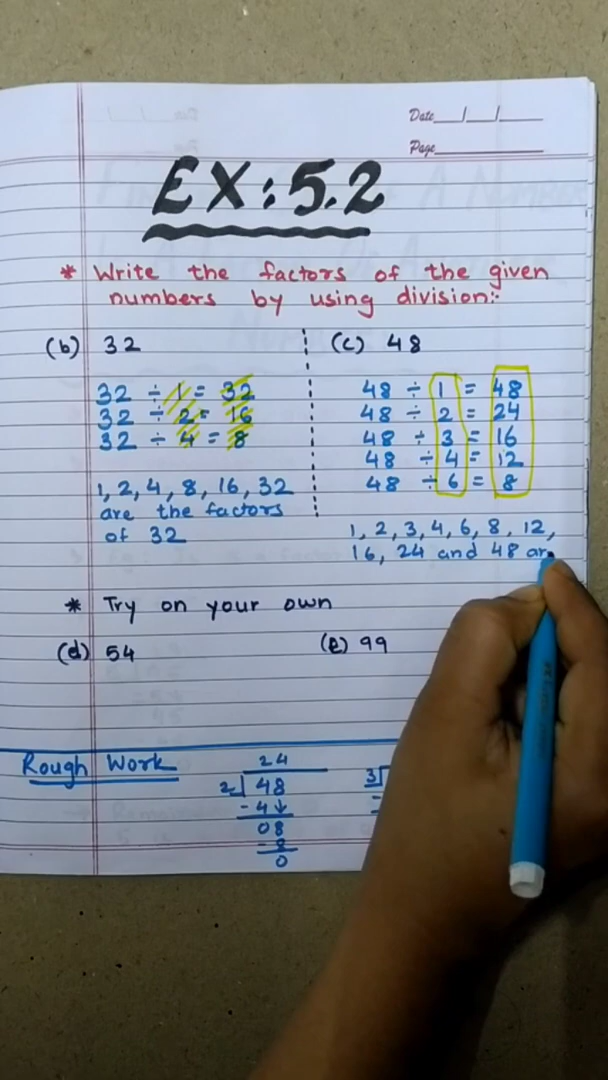 Date__/__/__
Page
EX:5.2
* Write the factors of the given
numbers by using division:-
(b) 32
32 ÷ 1 = 32
32 ÷ 2 = 16
32 ÷ 4 = 8
1, 2, 4, 8, 16, 32
are the factors
of 32
(c) 48
48 ÷ 1 = 48
48 ÷ 2 = 24
48 ÷ 3 = 16
48 ÷ 4 = 12
48 ÷ 6 = 8
1, 2, 3, 4, 6, 8, 12,
16, 24 and 48 ar
* Try on your own
(d) 54
(e) 99
Rough Work
24
2 48
- 4↓
08
- 8
0
3